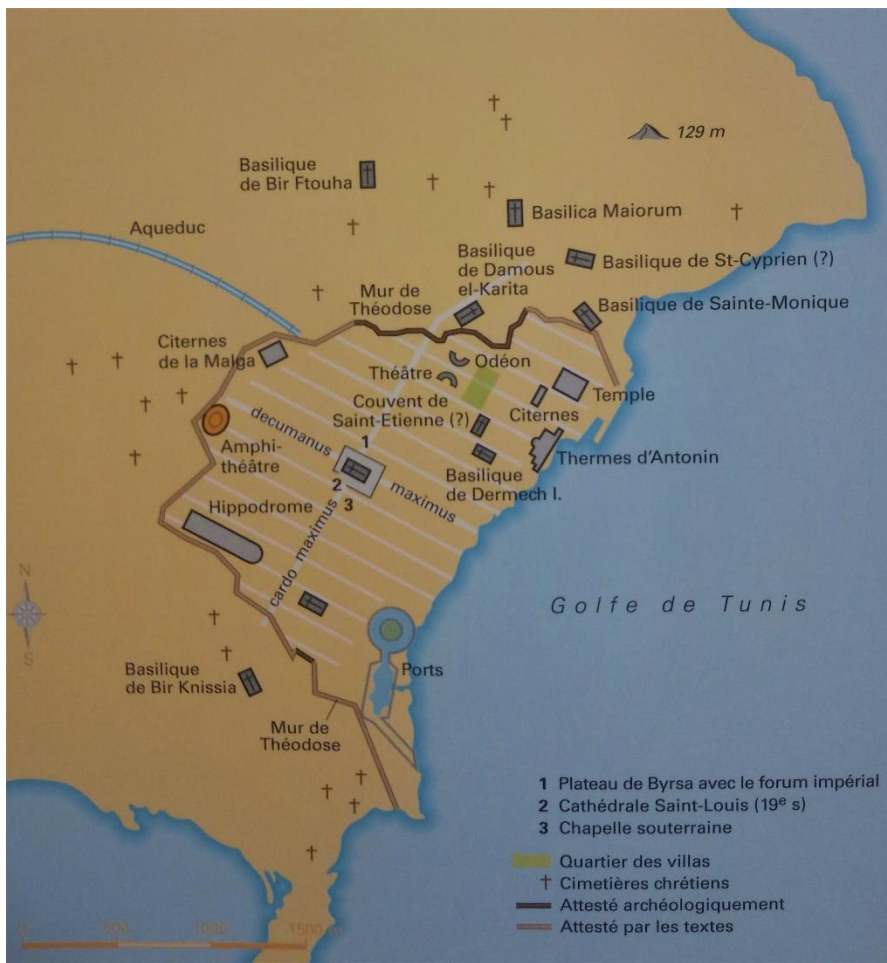 129 m
Basilique
de Bir Ftouha
Basilica Maiorum
Aqueduc
Basilique
de Damous
el-Karita
Basilique de St-Cyprien (?)
Mur de
Théodose
Basilique de Sainte-Monique
Citernes
de la Malga
Odéon
Théâtre
Couvent de
Saint-Etienne (?)
Citernes
Temple
decumanus
maximus
Amphi-
théâtre
1
2
3
Basilique
de Dermech I.
Thermes d'Antonin
Hippodrome
cardo maximus
N
S
Golfe de Tunis
Ports
Basilique
de Bir Knissia
Mur de
Théodose
1 Plateau de Byrsa avec le forum impérial
2 Cathédrale Saint-Louis (19e s)
3 Chapelle souterraine
Quartier des villas
Cimetières chrétiens
Attesté archéologiquement
Attesté par les textes
0 500 1000 1500 m